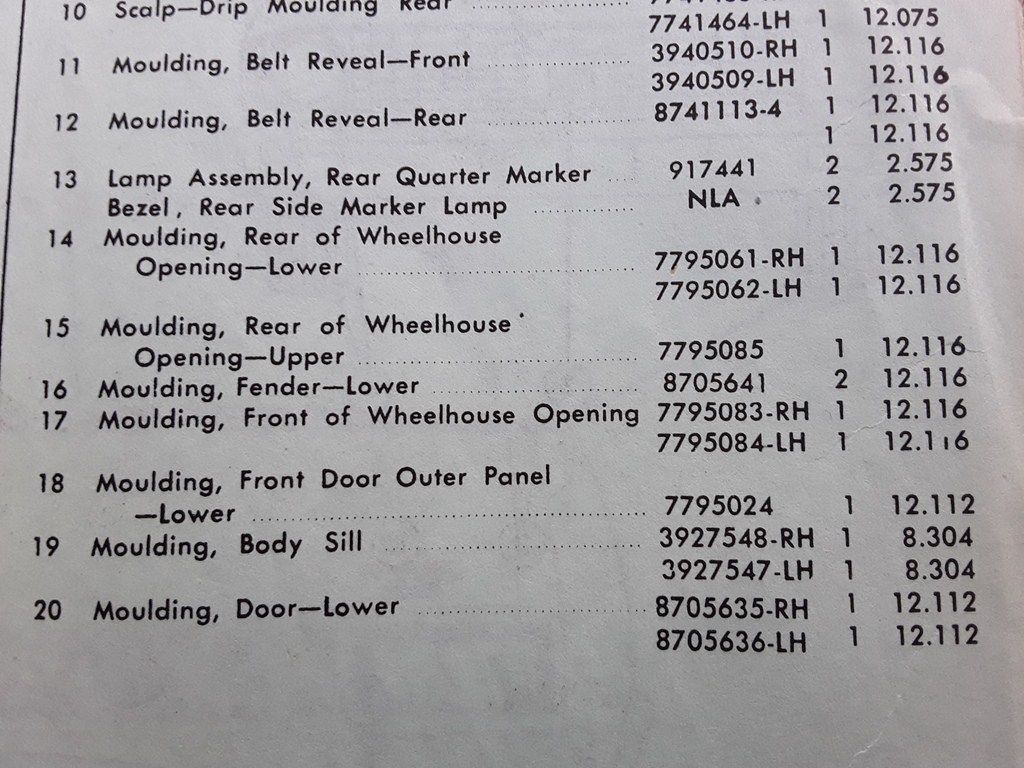 10 Scalp—Drip Moulding Rear
7741464-LH 1 12.075
11 Moulding, Belt Reveal—Front 3940510-RH 1 12.116
3940509-LH 1 12.116
12 Moulding, Belt Reveal—Rear 8741113-4 1 12.116
1 12.116
13 Lamp Assembly, Rear Quarter Marker 917441 2 2.575
Bezel, Rear Side Marker Lamp NLA 2 2.575
14 Moulding, Rear of Wheelhouse
Opening—Lower 7795061-RH 1 12.116
7795062-LH 1 12.116
15 Moulding, Rear of Wheelhouse
Opening—Upper 7795085 1 12.116
16 Moulding, Fender—Lower 8705641 2 12.116
17 Moulding, Front of Wheelhouse Opening 7795083-RH 1 12.116
7795084-LH 1 12.116
18 Moulding, Front Door Outer Panel
—Lower 7795024 1 12.112
19 Moulding, Body Sill 3927548-RH 1 8.304
3927547-LH 1 8.304
20 Moulding, Door—Lower 8705635-RH 1 12.112
8705636-LH 1 12.112